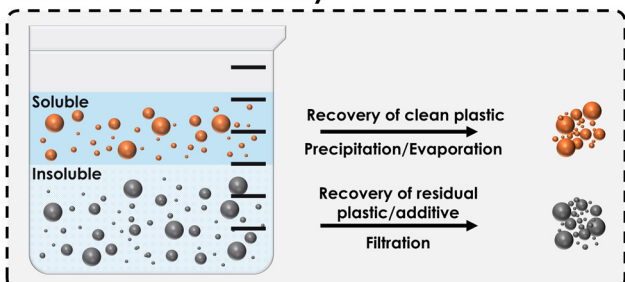 Soluble
Recovery of clean plastic
Precipitation/Evaporation
Insoluble
Recovery of residual
plastic/additive
Filtration